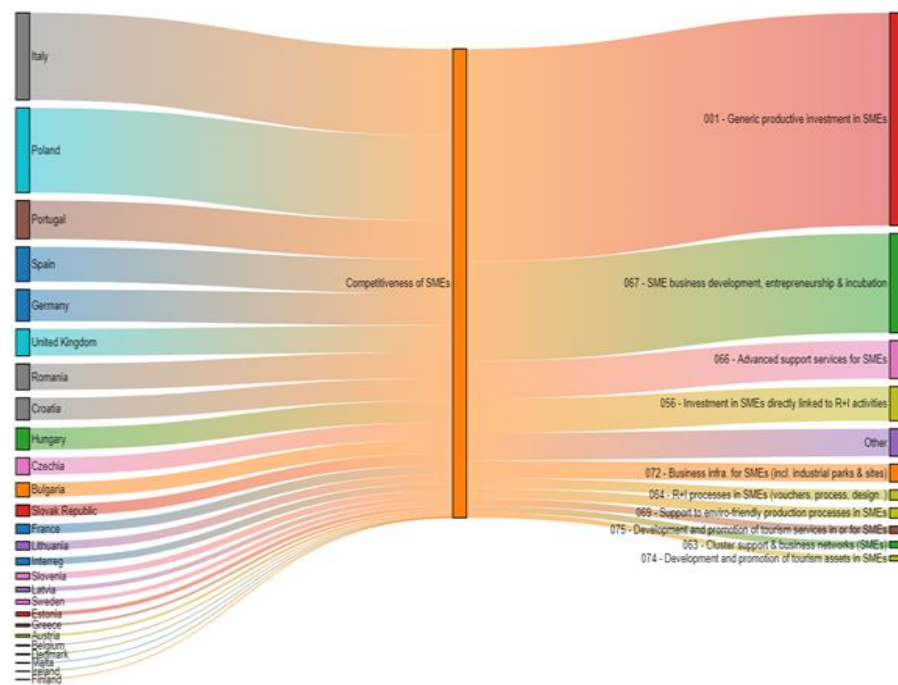 Italy
Poland
Portugal
Spain
Germany
United Kingdom
Romania
Croatia
Hungary
Czechia
Bulgaria
Slovak Republic
France
Lithuania
Interreg
Slovenia
Latvia
Sweden
Estonia
Greece
Austria
Belgium
Denmark
Malta
Ireland
Finland
Competitiveness of SMEs
001 - Generic productive investment in SMEs
067 - SME business development, entrepreneurship & incubation
066 - Advanced support services for SMEs
056 - Investment in SMEs directly linked to R+I activities
Other
072 - Business infra. for SMEs (incl. industrial parks & sites)
064 - R+I processes in SMEs (vouchers, process, design..)
069 - Support to enviro-friendly production processes in SMEs
075 - Development and promotion of tourism services in or for SMEs
063 - Cluster support & business networks (SMEs)
074 - Development and promotion of tourism assets in SMEs